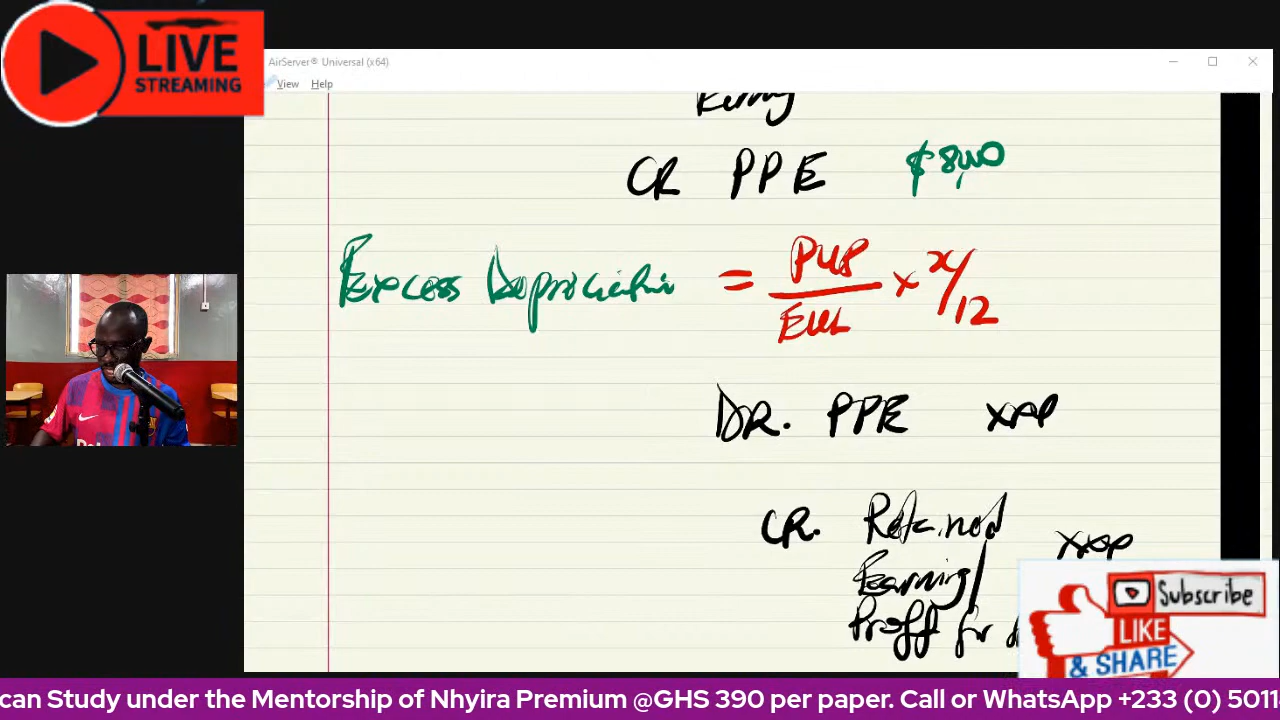 LIVE
STREAMING
AirServer® Universal (x64)
View Help
CR PPE
Excess Depreciation = PUP/EUL × x/12
DR. PPE xxx
CR. Retained xxx
Earning/
Profit for
Subscribe
LIKE
& SHARE
can Study under the Mentorship of Nhyira Premium @GHS 390 per paper. Call or WhatsApp +233 (0) 5011